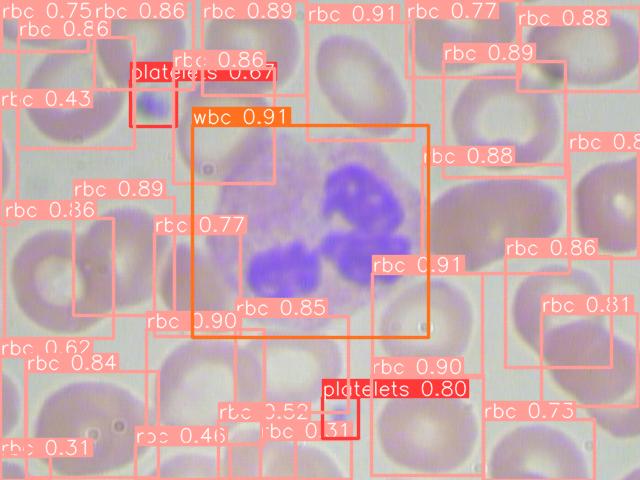 rbc 0.75
rbc 0.86
rbc 0.89
rbc 0.91
rbc 0.77
rbc 0.88
rbc 0.86
rbc 0.86
rbc 0.89
platelets 0.67
rbc 0.43
wbc 0.91
rbc 0.88
rbc 0.8
rbc 0.89
rbc 0.86
rbc 0.77
rbc 0.86
rbc 0.91
rbc 0.85
rbc 0.81
rbc 0.90
rbc 0.62
rbc 0.84
rbc 0.90
platelets 0.80
rbc 0.52
rbc 0.73
rbc 0.46
rbc 0.31
rbc 0.31